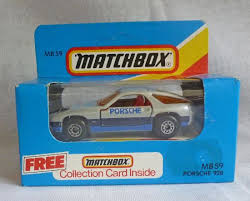 MB 59
MATCHBOX
PORSCHE
FREE
MATCHBOX
Collection Card Inside
MB59
PORSCHE 928